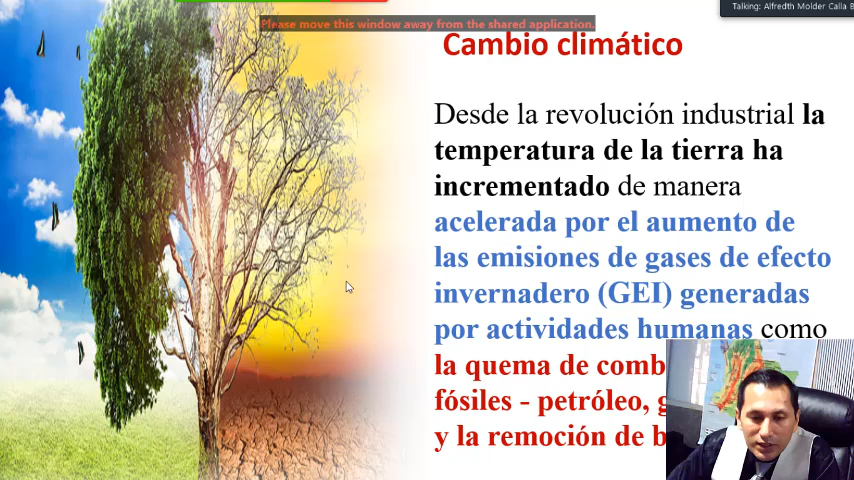 Talking: Alfredth Molder Calla
Please move this window away from the shared application.
Cambio climático
Desde la revolución industrial la
temperatura de la tierra ha
incrementado de manera
acelerada por el aumento de
las emisiones de gases de efecto
invernadero (GEI) generadas
por actividades humanas como
la quema de
fósiles - petróleo,
y la remoción de